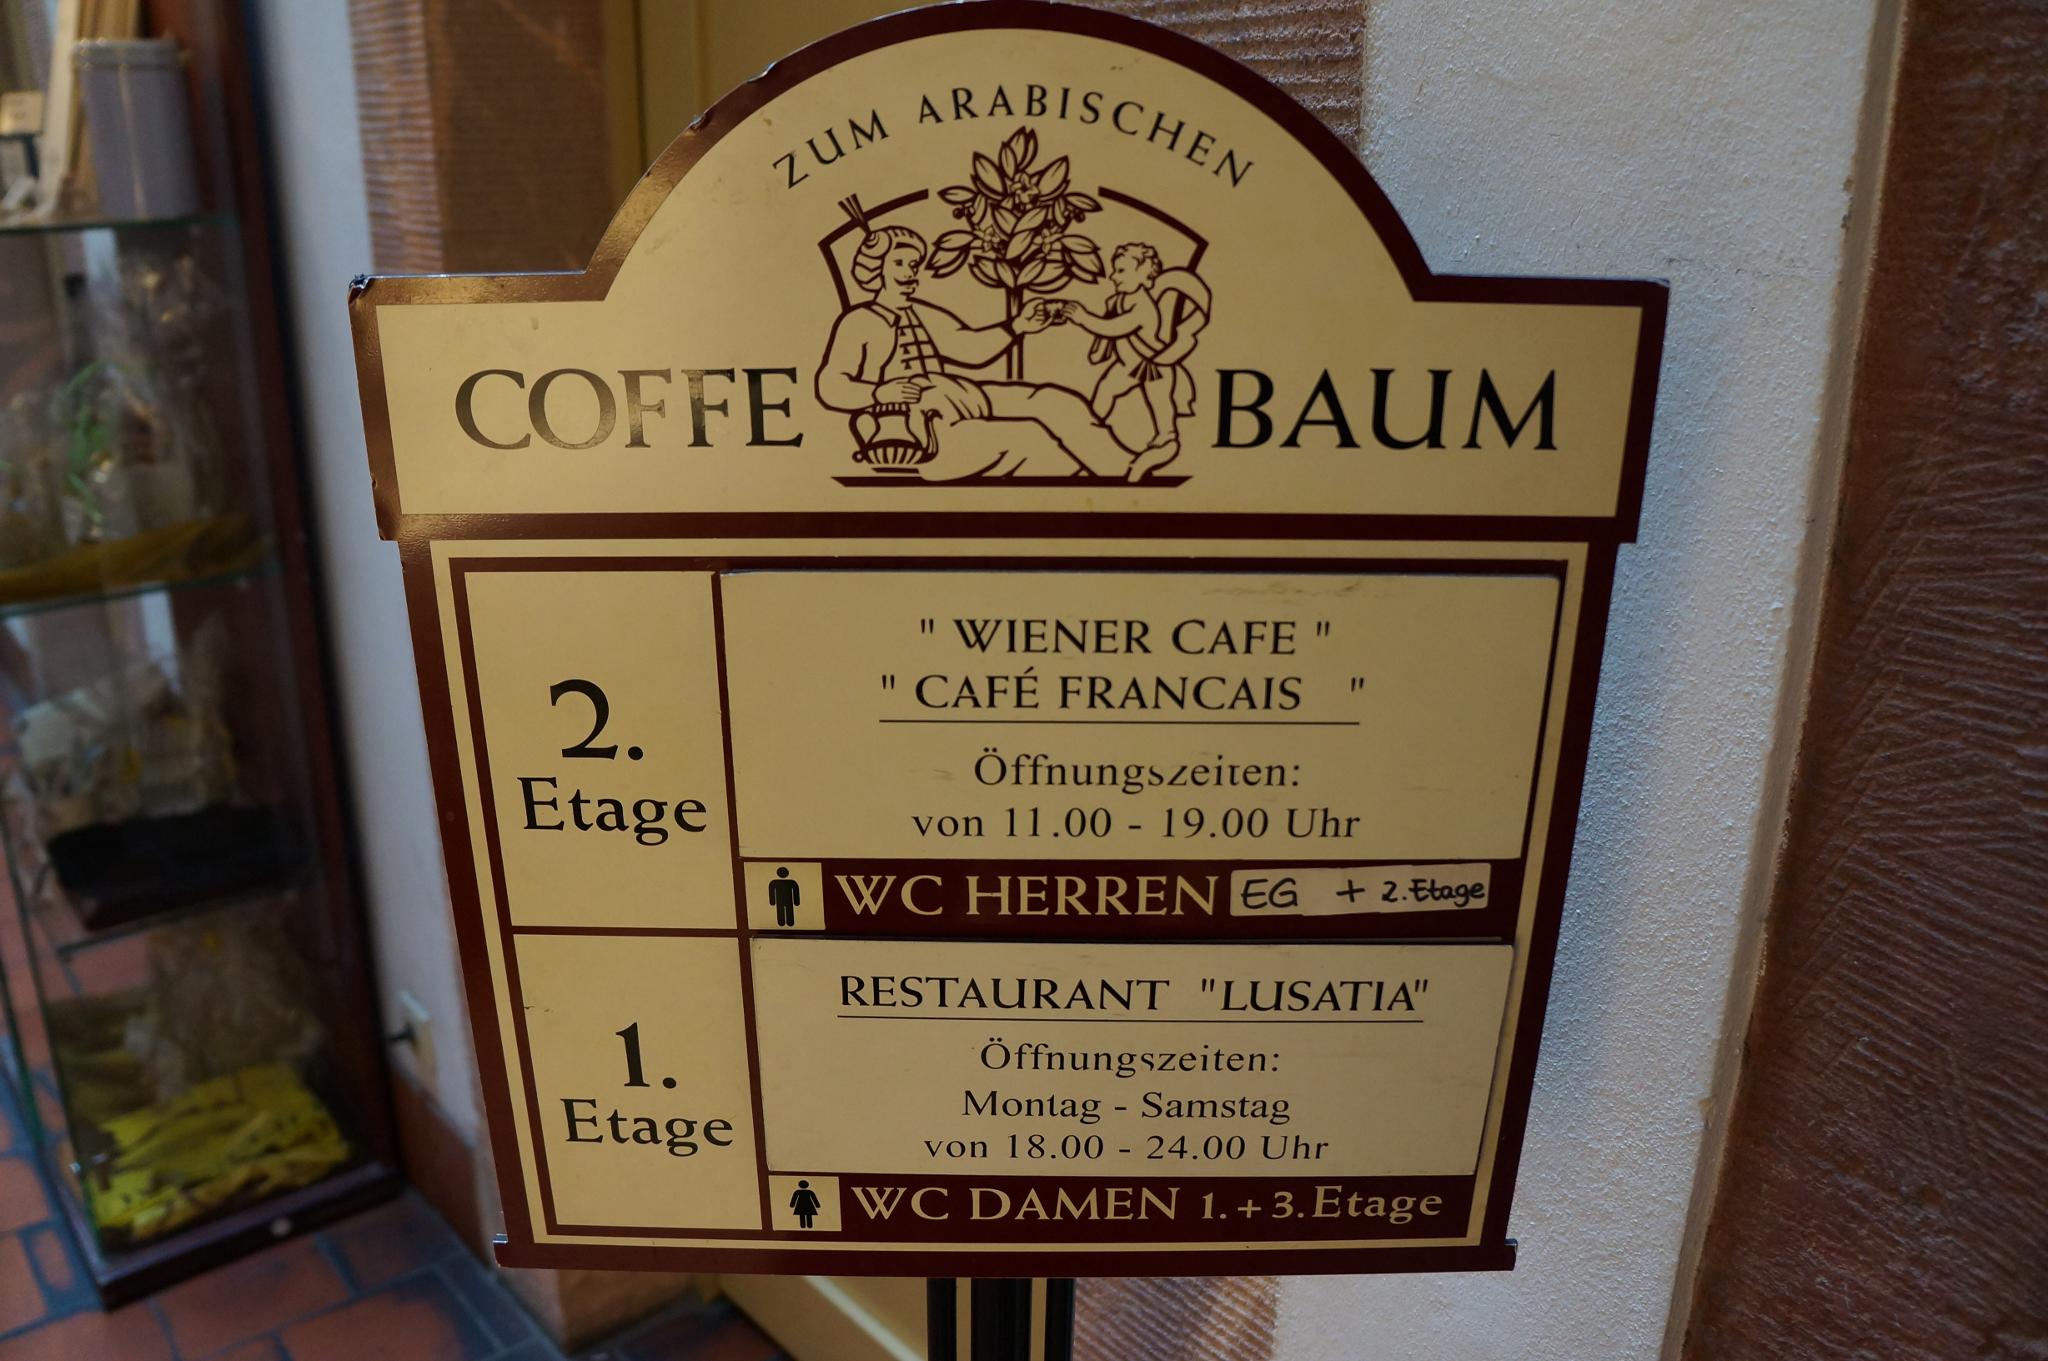 ZUM ARABISCHEN
COFFE BAUM
2.
Etage
" WIENER CAFE "
" CAFÉ FRANCAIS "
Öffnungszeiten:
von 11.00 - 19.00 Uhr
WC HERREN EG + 2.Etage
1.
Etage
RESTAURANT "LUSATIA"
Öffnungszeiten:
Montag - Samstag
von 18.00 - 24.00 Uhr
WC DAMEN 1.+3.Etage